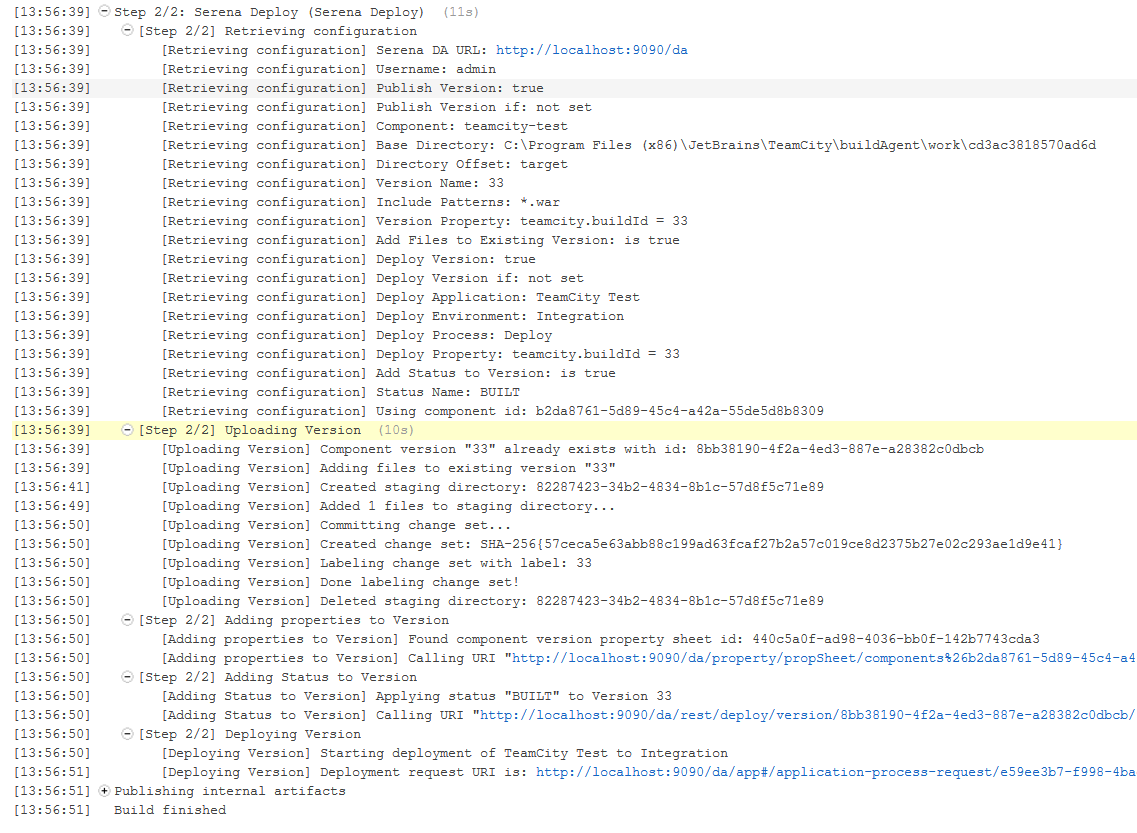 [13:56:39] Step 2/2: Serena Deploy (Serena Deploy) (11s)
[13:56:39] [Step 2/2] Retrieving configuration
[13:56:39] [Retrieving configuration] Serena DA URL: http://localhost:9090/da
[13:56:39] [Retrieving configuration] Username: admin
[13:56:39] [Retrieving configuration] Publish Version: true
[13:56:39] [Retrieving configuration] Publish Version if: not set
[13:56:39] [Retrieving configuration] Component: teamcity-test
[13:56:39] [Retrieving configuration] Base Directory: C:\Program Files (x86)\JetBrains\TeamCity\buildAgent\work\cd3ac3818570ad6d
[13:56:39] [Retrieving configuration] Directory Offset: target
[13:56:39] [Retrieving configuration] Version Name: 33
[13:56:39] [Retrieving configuration] Include Patterns: *.war
[13:56:39] [Retrieving configuration] Version Property: teamcity.buildId = 33
[13:56:39] [Retrieving configuration] Add Files to Existing Version: is true
[13:56:39] [Retrieving configuration] Deploy Version: true
[13:56:39] [Retrieving configuration] Deploy Version if: not set
[13:56:39] [Retrieving configuration] Deploy Application: TeamCity Test
[13:56:39] [Retrieving configuration] Deploy Environment: Integration
[13:56:39] [Retrieving configuration] Deploy Process: Deploy
[13:56:39] [Retrieving configuration] Deploy Property: teamcity.buildId = 33
[13:56:39] [Retrieving configuration] Add Status to Version: is true
[13:56:39] [Retrieving configuration] Status Name: BUILT
[13:56:39] [Retrieving configuration] Using component id: b2da8761-5d89-45c4-a42a-55de5d8b8309
[13:56:39] [Step 2/2] Uploading Version (10s)
[13:56:39] [Uploading Version] Component version "33" already exists with id: 8bb38190-4f2a-4ed3-887e-a28382c0dbcb
[13:56:39] [Uploading Version] Adding files to existing version "33"
[13:56:41] [Uploading Version] Created staging directory: 82287423-34b2-4834-8b1c-57d8f5c71e89
[13:56:49] [Uploading Version] Added 1 files to staging directory...
[13:56:50] [Uploading Version] Committing change set...
[13:56:50] [Uploading Version] Created change set: SHA-256{57ceca5e63abb88c199ad63fcaf27b2a57c019ce8d2375b27e02c293ae1d9e41}
[13:56:50] [Uploading Version] Labeling change set with label: 33
[13:56:50] [Uploading Version] Done labeling change set!
[13:56:50] [Uploading Version] Deleted staging directory: 82287423-34b2-4834-8b1c-57d8f5c71e89
[13:56:50] [Step 2/2] Adding properties to Version
[13:56:50] [Adding properties to Version] Found component version property sheet id: 440c5a0f-ad98-4036-bb0f-142b7743cda3
[13:56:50] [Adding properties to Version] Calling URI "http://localhost:9090/da/property/propSheet/components%26b2da8761-5d89-45c4-a4
[13:56:50] [Step 2/2] Adding Status to Version
[13:56:50] [Adding Status to Version] Applying status "BUILT" to Version 33
[13:56:50] [Adding Status to Version] Calling URI "http://localhost:9090/da/rest/deploy/version/8bb38190-4f2a-4ed3-887e-a28382c0dbcb/
[13:56:50] [Step 2/2] Deploying Version
[13:56:50] [Deploying Version] Starting deployment of TeamCity Test to Integration
[13:56:51] [Deploying Version] Deployment request URI is: http://localhost:9090/da/app#/application-process-request/e59ee3b7-f998-4ba
[13:56:51] Publishing internal artifacts
[13:56:51] Build finished